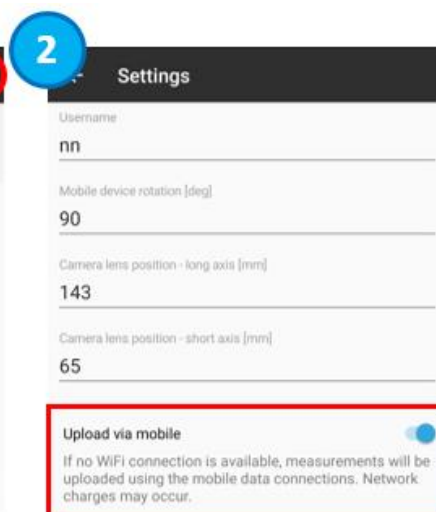 2
Settings
Username
nn
Mobile device rotation [deg]
90
Camera lens position - long axis [mm]
143
Camera lens position - short axis [mm]
65
Upload via mobile
If no WiFi connection is available, measurements will be
uploaded using the mobile data connections. Network
charges may occur.